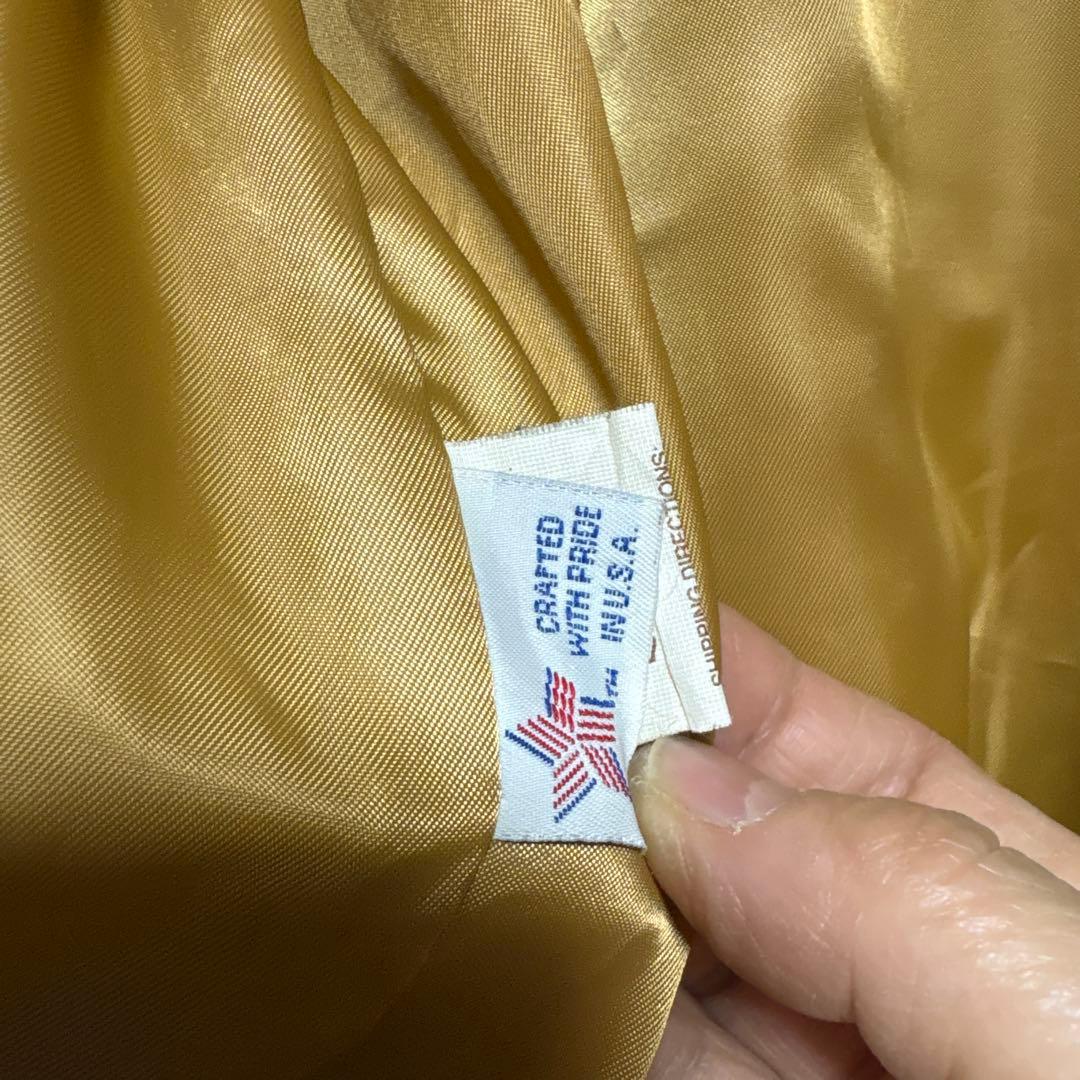 CRAFTED
WITH PRIDE
IN U.S.A.
TM
SHIPPING DIRECTIONS: